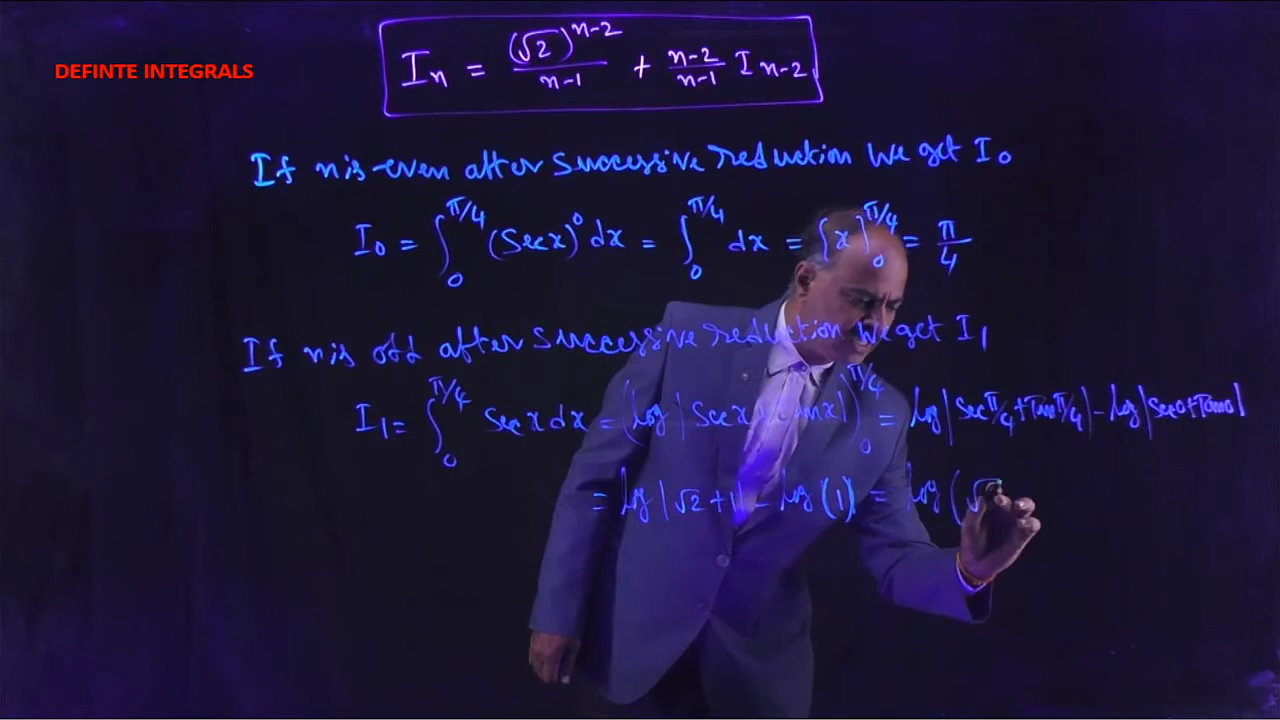 DEFINTE INTEGRALS
Iₙ = (√2)ⁿ⁻²/(n-1) + (n-2)/(n-1) Iₙ₋₂
If n is even after successive reduction we get I₀
I₀ = ∫₀^(π/4) (Sec x)⁰ dx = ∫₀^(π/4) dx = [x]₀^(π/4) = π/4
If n is odd after successive reduction we get I₁
I₁ = ∫₀^(π/4) Sec x dx = (log |Sec x + Tan x|)₀^(π/4) = log |Sec π/4 + Tan π/4| - log |Sec 0 + Tan 0|
= log |√2 + 1| - log (1) = log (√